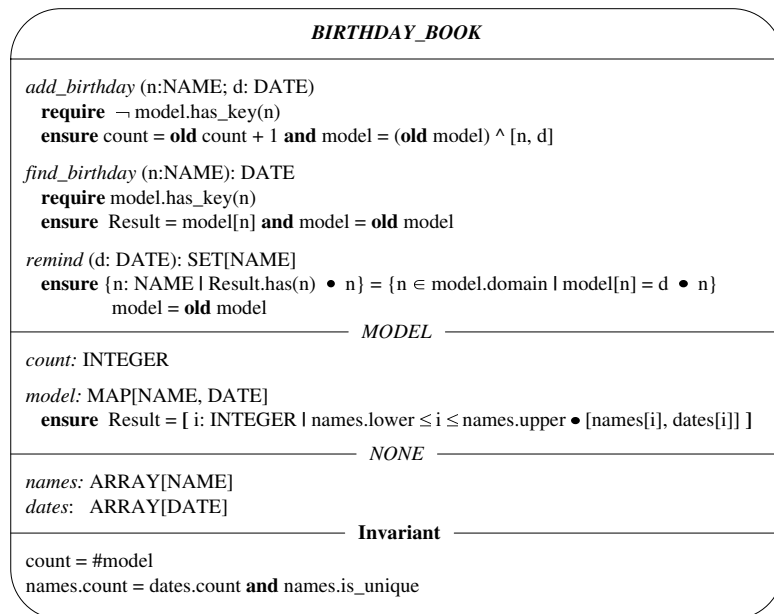 BIRTHDAY_BOOK
add_birthday (n:NAME; d: DATE)
require ¬ model.has_key(n)
ensure count = old count + 1 and model = (old model) ^ [n, d]
find_birthday (n:NAME): DATE
require model.has_key(n)
ensure Result = model[n] and model = old model
remind (d: DATE): SET[NAME]
ensure {n: NAME | Result.has(n) • n} = {n ∈ model.domain | model[n] = d • n}
model = old model
MODEL
count: INTEGER
model: MAP[NAME, DATE]
ensure Result = [ i: INTEGER | names.lower ≤ i ≤ names.upper • [names[i], dates[i]] ]
NONE
names: ARRAY[NAME]
dates: ARRAY[DATE]
Invariant
count = #model
names.count = dates.count and names.is_unique